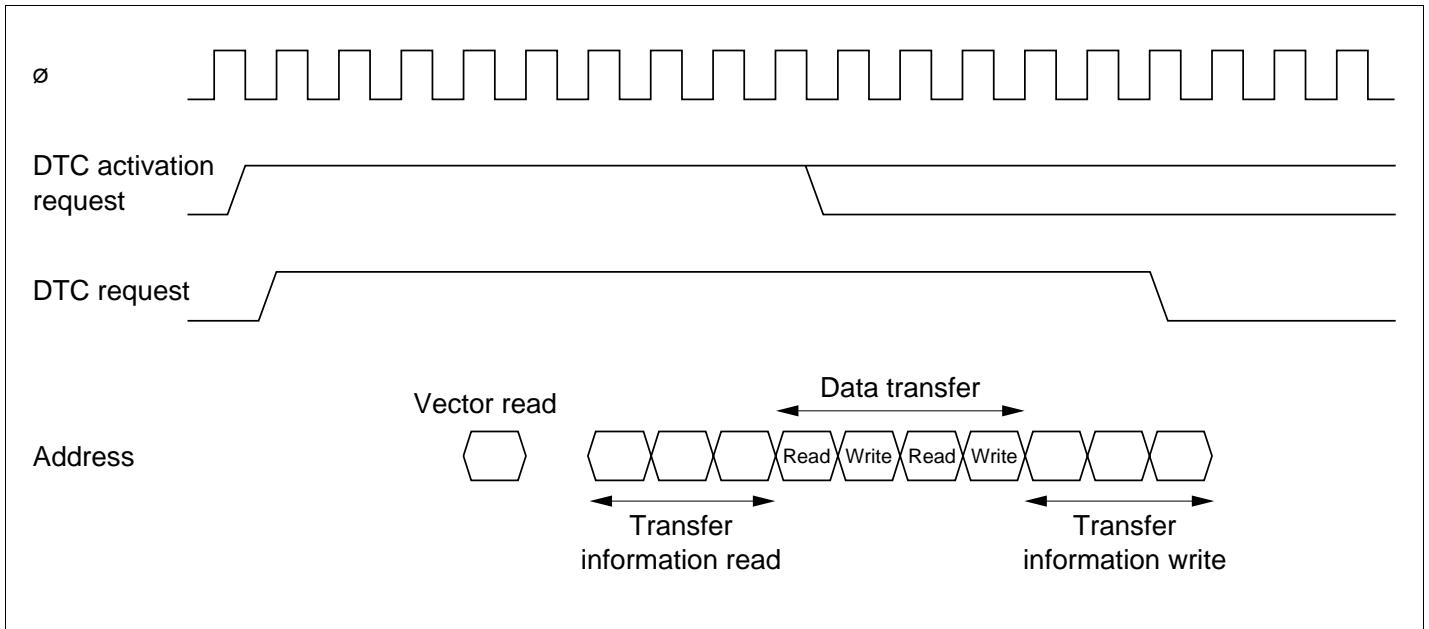 ø
DTC activation
request
DTC request
Data transfer
Vector read
Address
Read Write Read Write
Transfer
information read
Transfer
information write